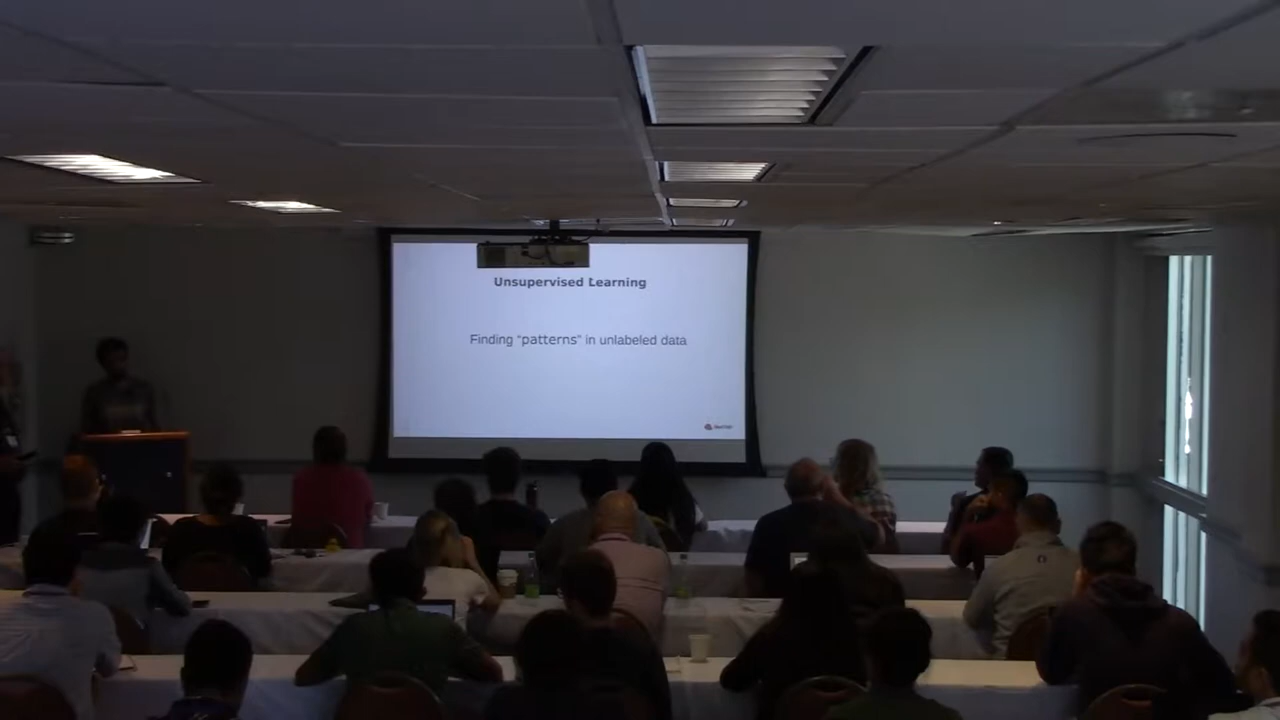 Unsupervised Learning
Finding “patterns” in unlabeled data